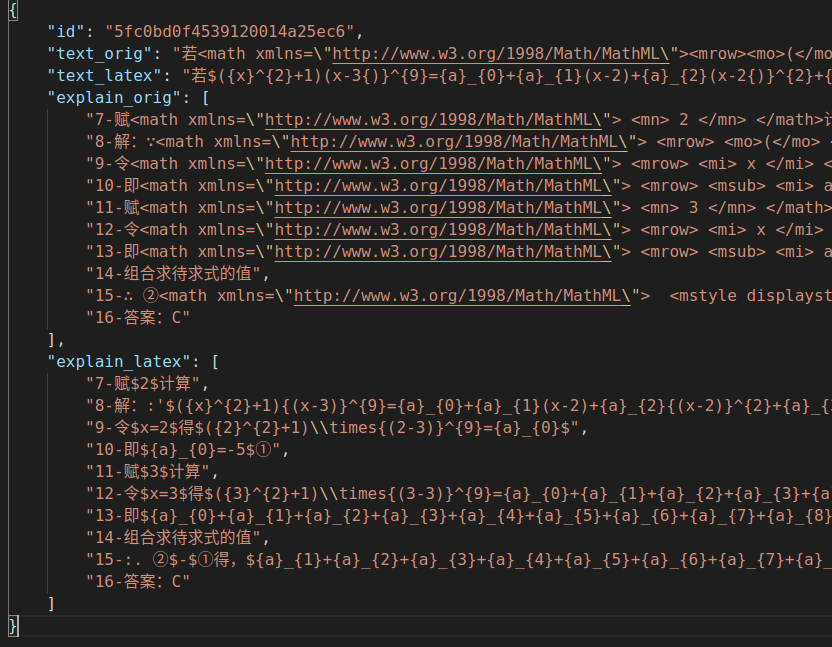 {
"id": "5fc0bd0f4539120014a25ec6",
"text_orig": "若<math xmlns=\"http://www.w3.org/1998/Math/MathML\"><mrow><mo>(</mo
"text_latex": "若$({x}^{2}+1)(x-3{)}^{9}={a}_{0}+{a}_{1}(x-2)+{a}_{2}(x-2{)}^{2}+{
"explain_orig": [
"7-赋<math xmlns=\"http://www.w3.org/1998/Math/MathML\"> <mn> 2 </mn> </math>计
"8-解：∵<math xmlns=\"http://www.w3.org/1998/Math/MathML\"> <mrow> <mo>(</mo> <
"9-令<math xmlns=\"http://www.w3.org/1998/Math/MathML\"> <mrow> <mi> x </mi> <
"10-即<math xmlns=\"http://www.w3.org/1998/Math/MathML\"> <mrow> <msub> <mi> a
"11-赋<math xmlns=\"http://www.w3.org/1998/Math/MathML\"> <mn> 3 </mn> </math>
"12-令<math xmlns=\"http://www.w3.org/1998/Math/MathML\"> <mrow> <mi> x </mi>
"13-即<math xmlns=\"http://www.w3.org/1998/Math/MathML\"> <mrow> <msub> <mi> a
"14-组合求待求式的值",
"15-∴ ②<math xmlns=\"http://www.w3.org/1998/Math/MathML\">  <mstyle displayst
"16-答案：C"
],
"explain_latex": [
"7-赋$2$计算",
"8-解：:'$({x}^{2}+1){(x-3)}^{9}={a}_{0}+{a}_{1}(x-2)+{a}_{2}{(x-2)}^{2}+{a}_{
"9-令$x=2$得$({2}^{2}+1)\\times{(2-3)}^{9}={a}_{0}$",
"10-即${a}_{0}=-5$①",
"11-赋$3$计算",
"12-令$x=3$得$({3}^{2}+1)\\times{(3-3)}^{9}={a}_{0}+{a}_{1}+{a}_{2}+{a}_{3}+{a
"13-即${a}_{0}+{a}_{1}+{a}_{2}+{a}_{3}+{a}_{4}+{a}_{5}+{a}_{6}+{a}_{7}+{a}_{8}
"14-组合求待求式的值",
"15-:. ②$-$①得，${a}_{1}+{a}_{2}+{a}_{3}+{a}_{4}+{a}_{5}+{a}_{6}+{a}_{7}+{a}_
"16-答案：C"
]
}